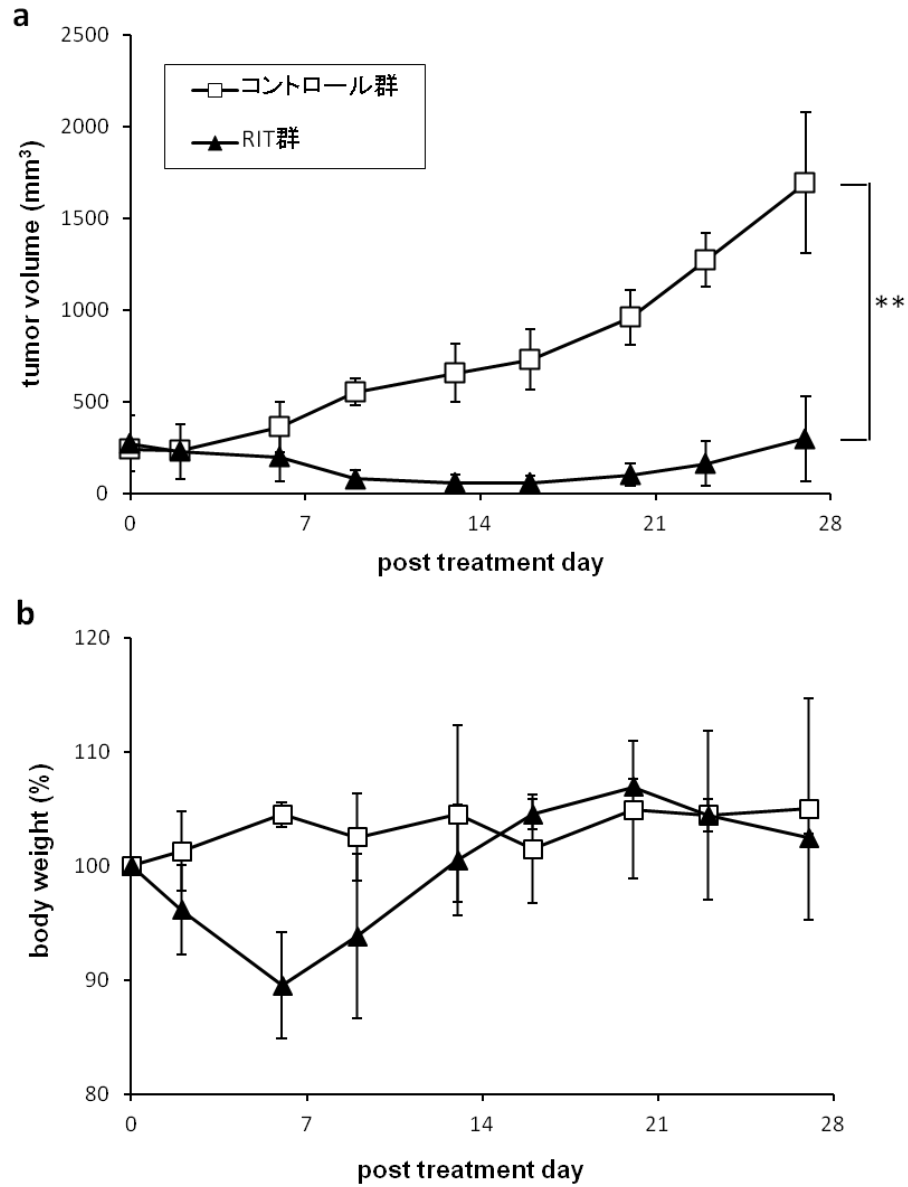 a
2500
2000
1500
1000
500
0
tumor volume (mm³)
コントロール群
RIT群
**
0 7 14 21 28
post treatment day
b
120
110
100
90
80
body weight (%)
0 7 14 21 28
post treatment day